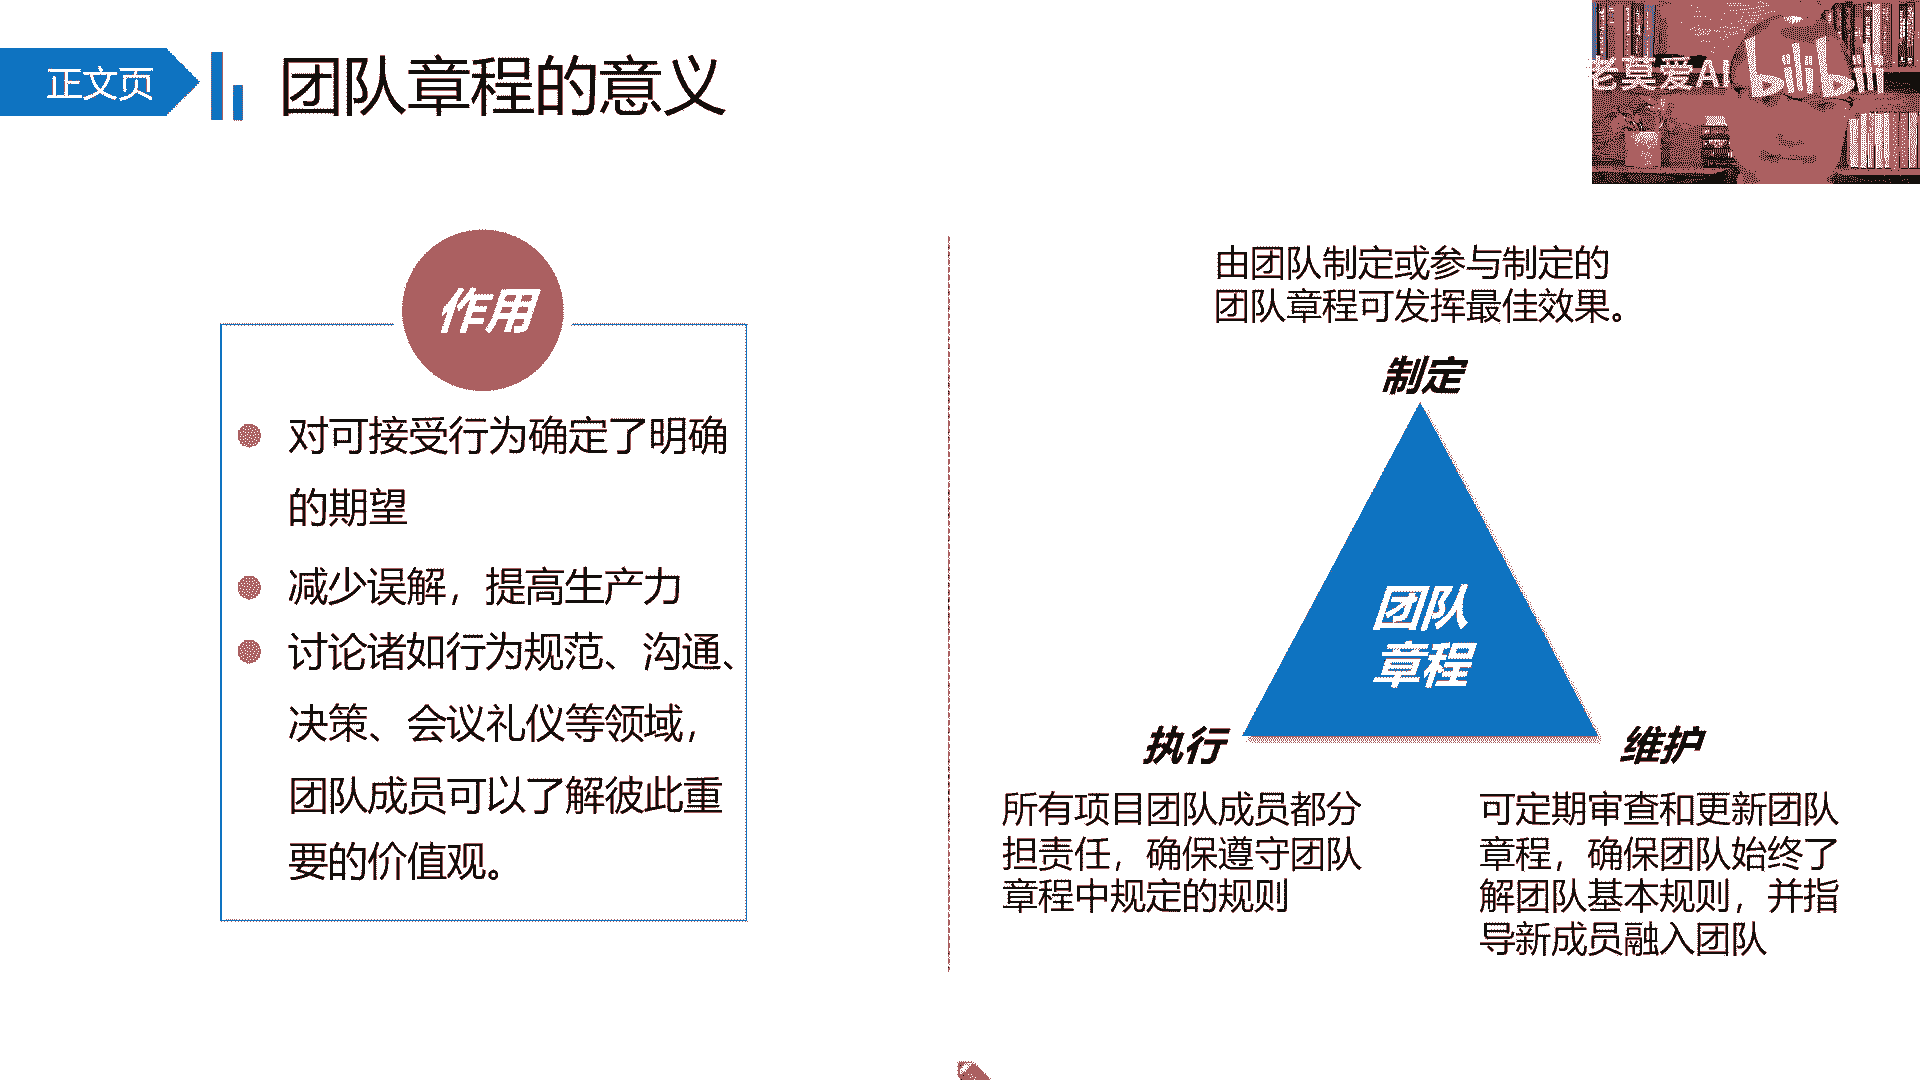 正文页
团队章程的意义
老莫爱AI
bilibili
作用
对可接受行为确定了明确
的期望
减少误解，提高生产力
讨论诸如行为规范、沟通、
决策、会议礼仪等领域，
团队成员可以了解彼此重
要的价值观。
由团队制定或参与制定的
团队章程可发挥最佳效果。
制定
团队
章程
执行
所有项目团队成员都分
担责任，确保遵守团队
章程中规定的规则
维护
可定期审查和更新团队
章程，确保团队始终了
解团队基本规则，并指
导新成员融入团队